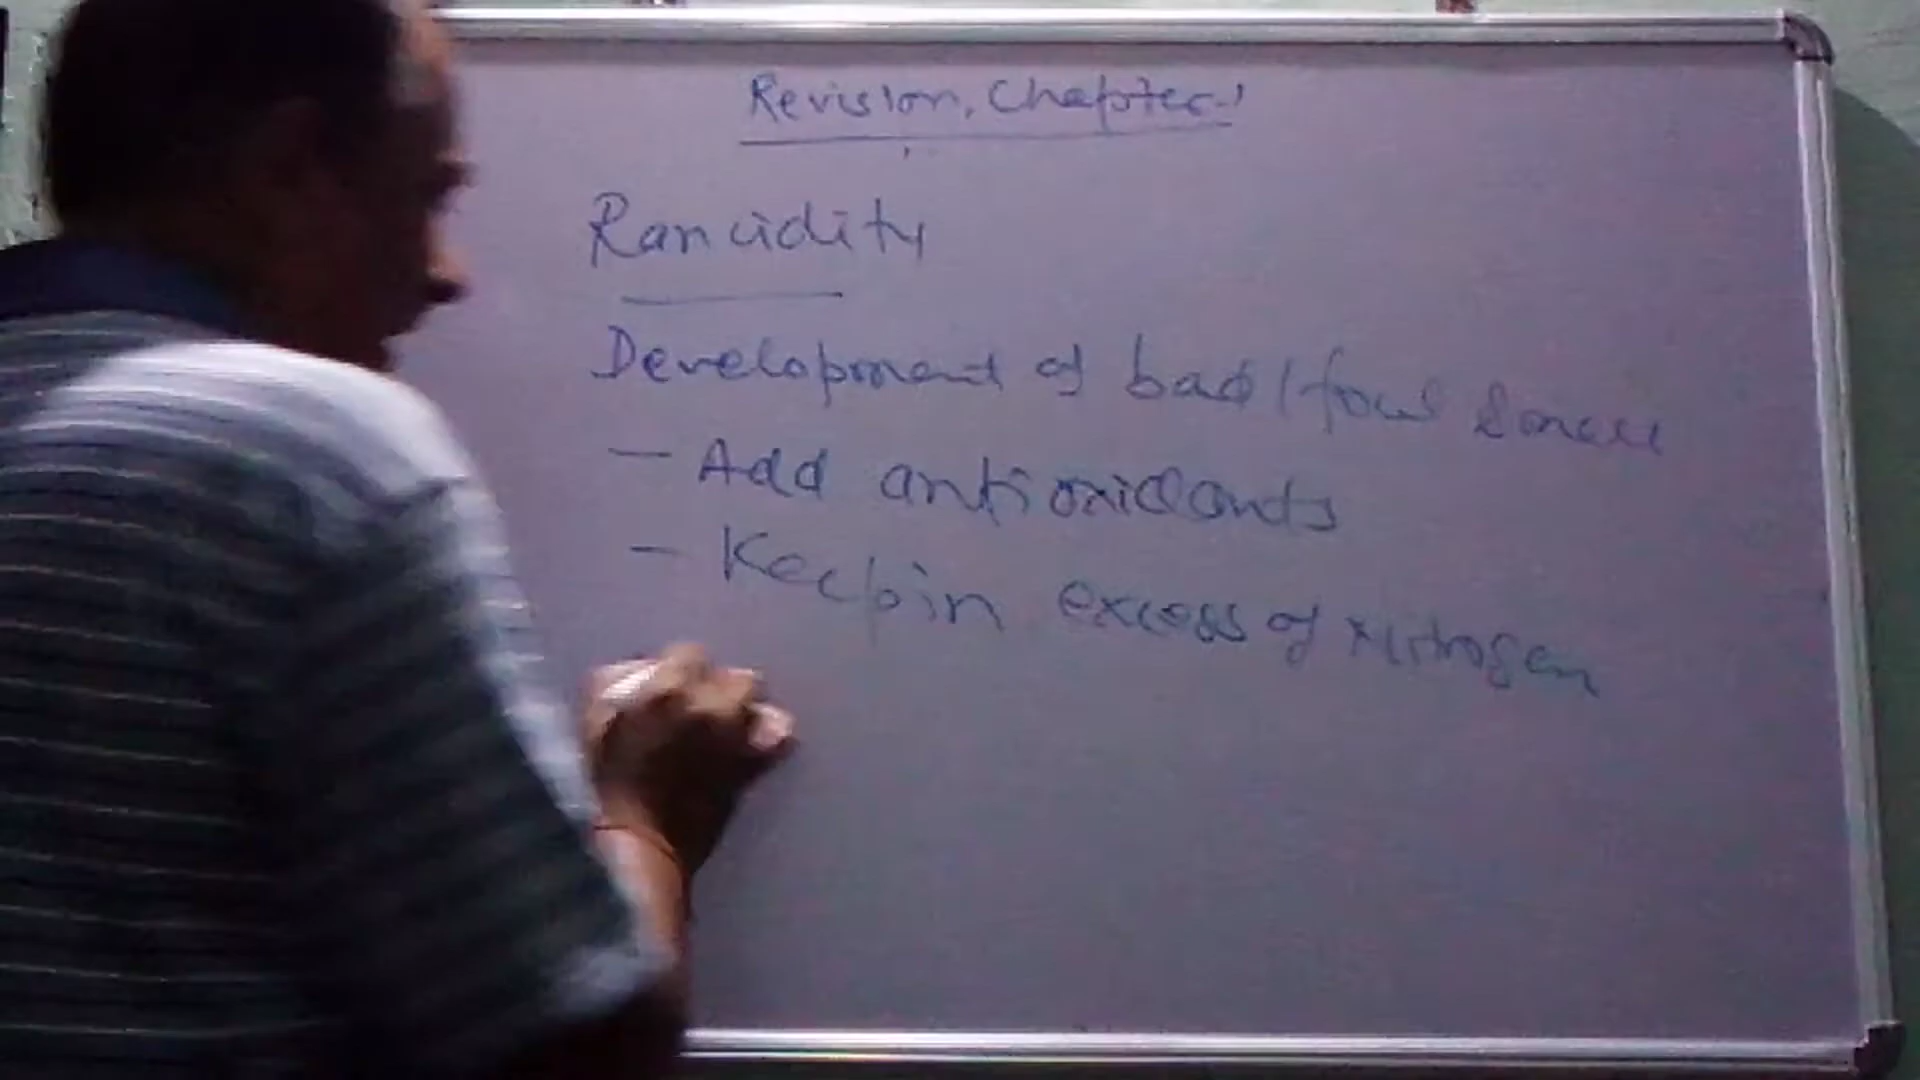 Revision, Chapter-1
Rancidity
Development of bad/foul smell
- Add antioxidants
- Keep in excess of Nitrogen